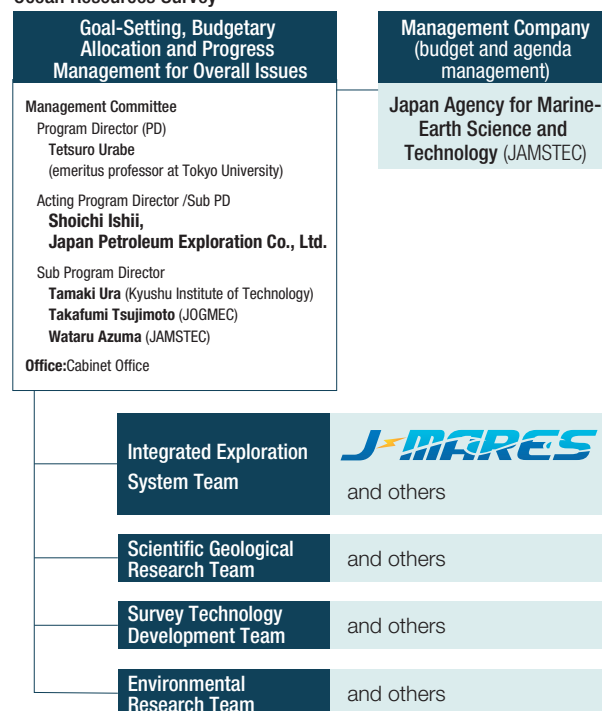 Ocean Resources Survey
Goal-Setting, Budgetary
Allocation and Progress
Management for Overall Issues
Management Committee
Program Director (PD)
Tetsuro Urabe
(emeritus professor at Tokyo University)
Acting Program Director /Sub PD
Shoichi Ishii,
Japan Petroleum Exploration Co., Ltd.
Sub Program Director
Tamaki Ura (Kyushu Institute of Technology)
Takafumi Tsujimoto (JOGMEC)
Wataru Azuma (JAMSTEC)
Office:Cabinet Office
Management Company
(budget and agenda
management)
Japan Agency for Marine-
Earth Science and
Technology (JAMSTEC)
Integrated Exploration
System Team
J-MARES
and others
Scientific Geological
Research Team
and others
Survey Technology
Development Team
and others
Environmental
Research Team
and others